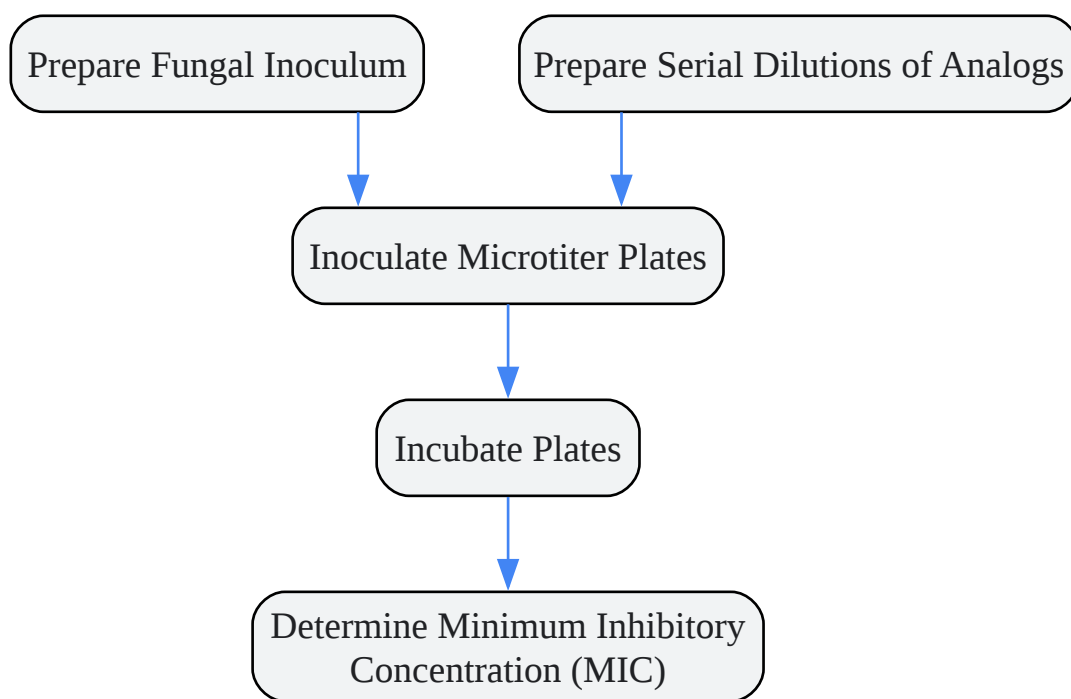 Prepare Fungal Inoculum
Prepare Serial Dilutions of Analogs
Inoculate Microtiter Plates
Incubate Plates
Determine Minimum Inhibitory
Concentration (MIC)